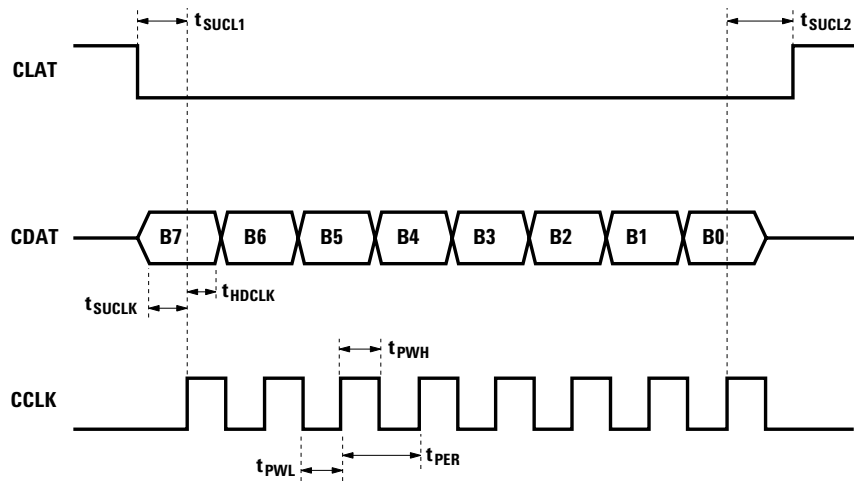 tSUCL1
tSUCL2
CLAT
CDAT
B7 B6 B5 B4 B3 B2 B1 B0
tSUCLK
tHDCLK
tPWH
CCLK
tPWL
tPER